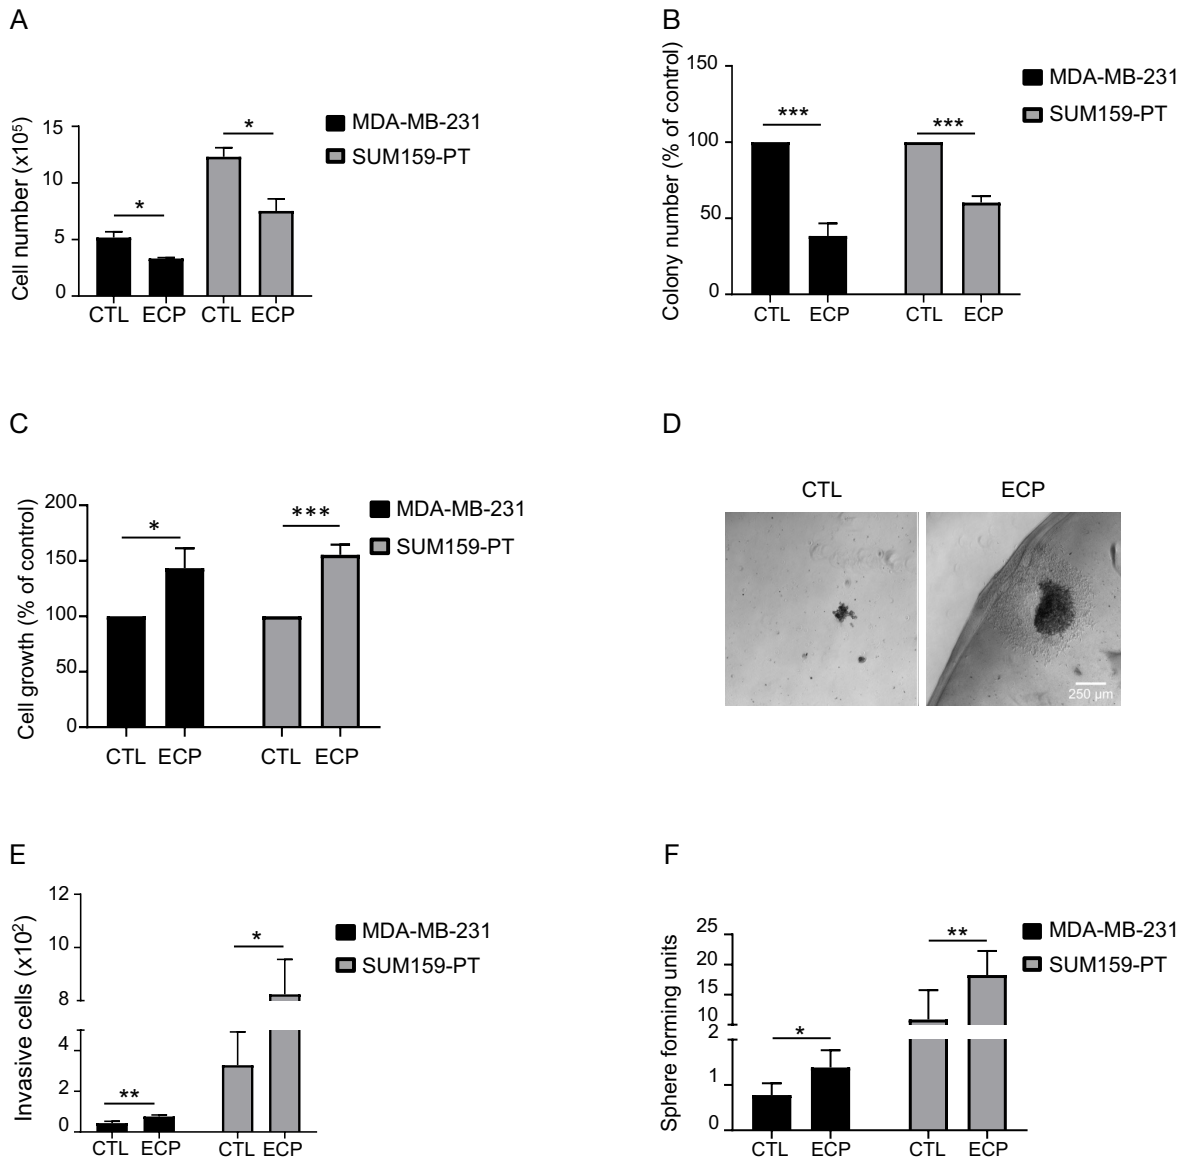 A
Cell number (x10⁵)
15
10
5
0
*
*
CTL ECP CTL ECP
MDA-MB-231
SUM159-PT
B
Colony number (% of control)
150
100
50
0
***
***
CTL ECP CTL ECP
MDA-MB-231
SUM159-PT
C
Cell growth (% of control)
200
150
100
50
0
*
***
CTL ECP CTL ECP
MDA-MB-231
SUM159-PT
D
CTL ECP
250 µm
E
Invasive cells (x10²)
12
10
8
4
2
0
**
*
CTL ECP CTL ECP
MDA-MB-231
SUM159-PT
F
Sphere forming units
25
20
15
10
2
1
0
*
**
CTL ECP CTL ECP
MDA-MB-231
SUM159-PT